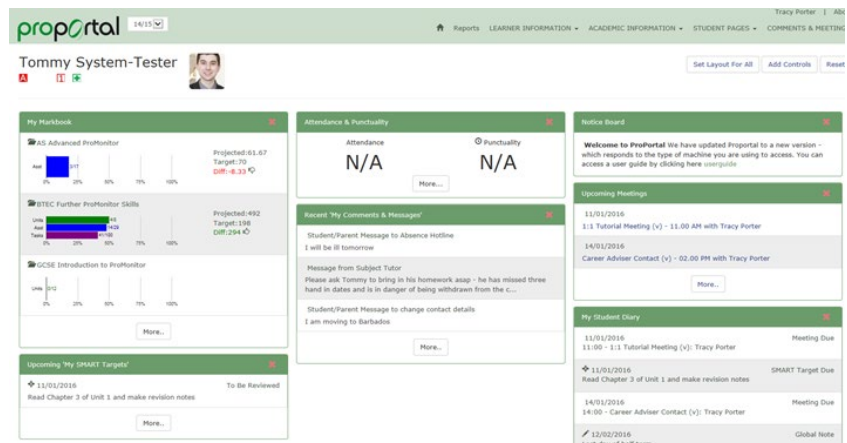 Tracy Porter |
proportal
14/15
Reports LEARNER INFORMATION ACADEMIC INFORMATION STUDENT PAGES COMMENTS & MEETING
Tommy System-Tester
Set Layout For All Add Controls Reset
A
My Markbook
AS Advanced ProMonitor
Projected:61.67
Target:70
Diff:-8.33
Asst
0% 25% 50% 75% 100%
BTEC Further ProMonitor Skills
Projected:492
Target:198
Diff:294
Units
Asst
Tasks
0% 25% 50% 75% 100%
GCSE Introduction to ProMonitor
Units 0/12
0% 25% 50% 75% 100%
More..
Upcoming 'My SMART Targets'
11/01/2016 To Be Reviewed
Read Chapter 3 of Unit 1 and make revision notes
More..
Attendance & Punctuality
Attendance Punctuality
N/A N/A
More...
Recent 'My Comments & Messages'
Student/Parent Message to Absence Hotline
I will be ill tomorrow
Message from Subject Tutor
Please ask Tommy to bring in his homework asap - he has missed three
hand in dates and is in danger of being withdrawn from the c...
Student/Parent Message to change contact details
I am moving to Barbados
More..
Notice Board
Welcome to ProPortal We have updated Proportal to a new version -
which responds to the type of machine you are using to access. You can
access a user guide by clicking here userguide
Upcoming Meetings
11/01/2016
1:1 Tutorial Meeting (v) - 11.00 AM with Tracy Porter
14/01/2016
Career Adviser Contact (v) - 02.00 PM with Tracy Porter
More..
My Student Diary
11/01/2016 Meeting Due
11:00 - 1:1 Tutorial Meeting (v): Tracy Porter
11/01/2016 SMART Target Due
Read Chapter 3 of Unit 1 and make revision notes
14/01/2016 Meeting Due
14:00 - Career Adviser Contact (v): Tracy Porter
12/02/2016 Global Note